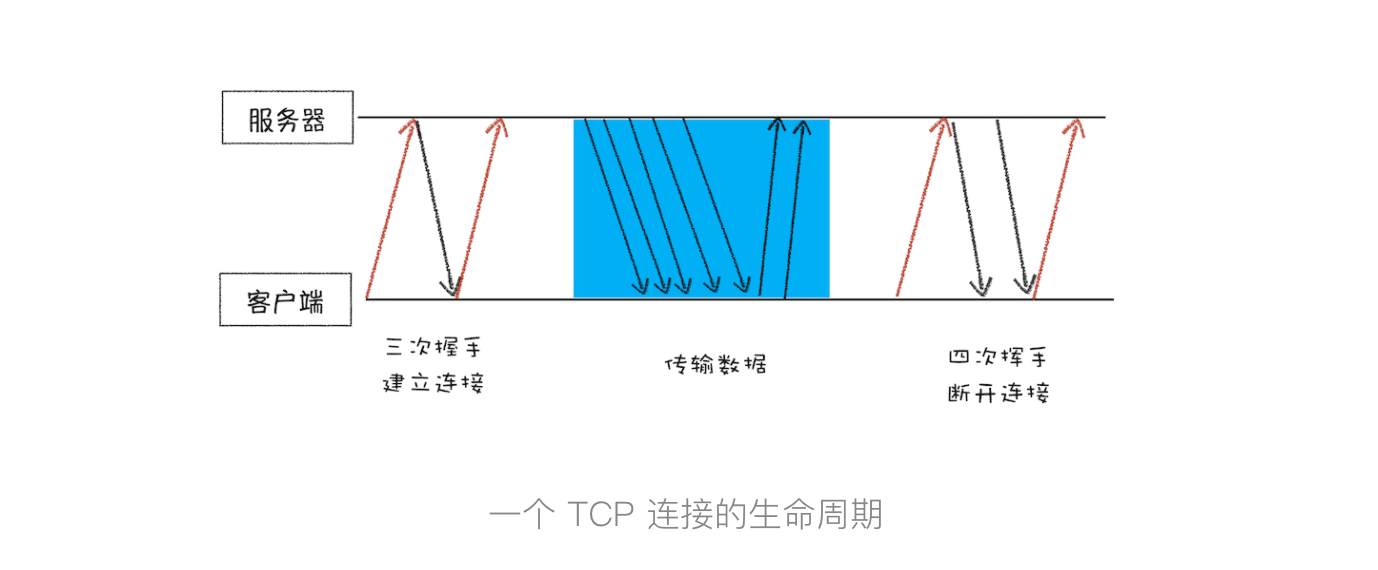 服务器
客户端
三次握手
建立连接
传输数据
四次挥手
断开连接
一个 TCP 连接的生命周期